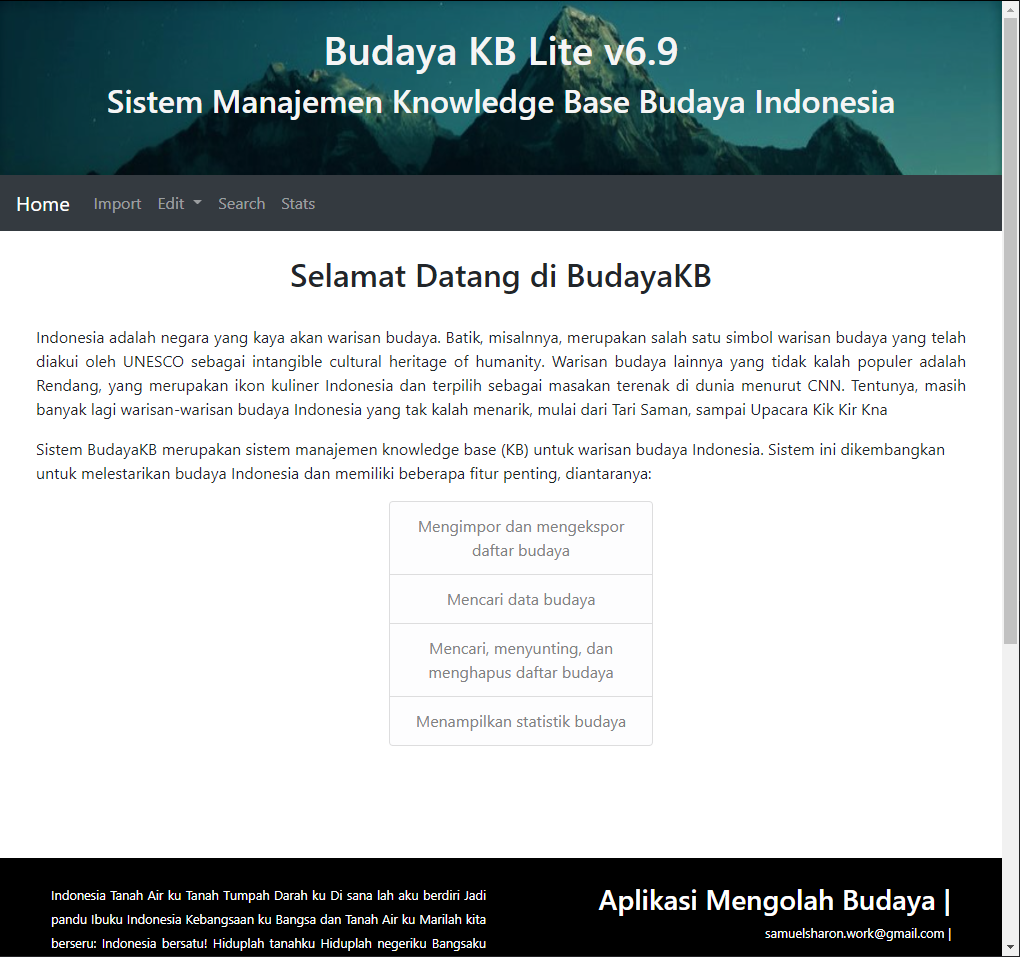 Budaya KB Lite v6.9
Sistem Manajemen Knowledge Base Budaya Indonesia
Home Import Edit Search Stats
Selamat Datang di BudayaKB
Indonesia adalah negara yang kaya akan warisan budaya. Batik, misalnnya, merupakan salah satu simbol warisan budaya yang telah
diakui oleh UNESCO sebagai intangible cultural heritage of humanity. Warisan budaya lainnya yang tidak kalah populer adalah
Rendang, yang merupakan ikon kuliner Indonesia dan terpilih sebagai masakan terenak di dunia menurut CNN. Tentunya, masih
banyak lagi warisan-warisan budaya Indonesia yang tak kalah menarik, mulai dari Tari Saman, sampai Upacara Kik Kir Kna
Sistem BudayaKB merupakan sistem manajemen knowledge base (KB) untuk warisan budaya Indonesia. Sistem ini dikembangkan
untuk melestarikan budaya Indonesia dan memiliki beberapa fitur penting, diantaranya:
Mengimpor dan mengekspor
daftar budaya
Mencari data budaya
Mencari, menyunting, dan
menghapus daftar budaya
Menampilkan statistik budaya
Indonesia Tanah Air ku Tanah Tumpah Darah ku Di sana lah aku berdiri Jadi
pandu Ibuku Indonesia Kebangsaan ku Bangsa dan Tanah Air ku Marilah kita
berseru: Indonesia bersatu! Hiduplah tanahku Hiduplah negeriku Bangsaku
Aplikasi Mengolah Budaya |
samuelsharon.work@gmail.com |